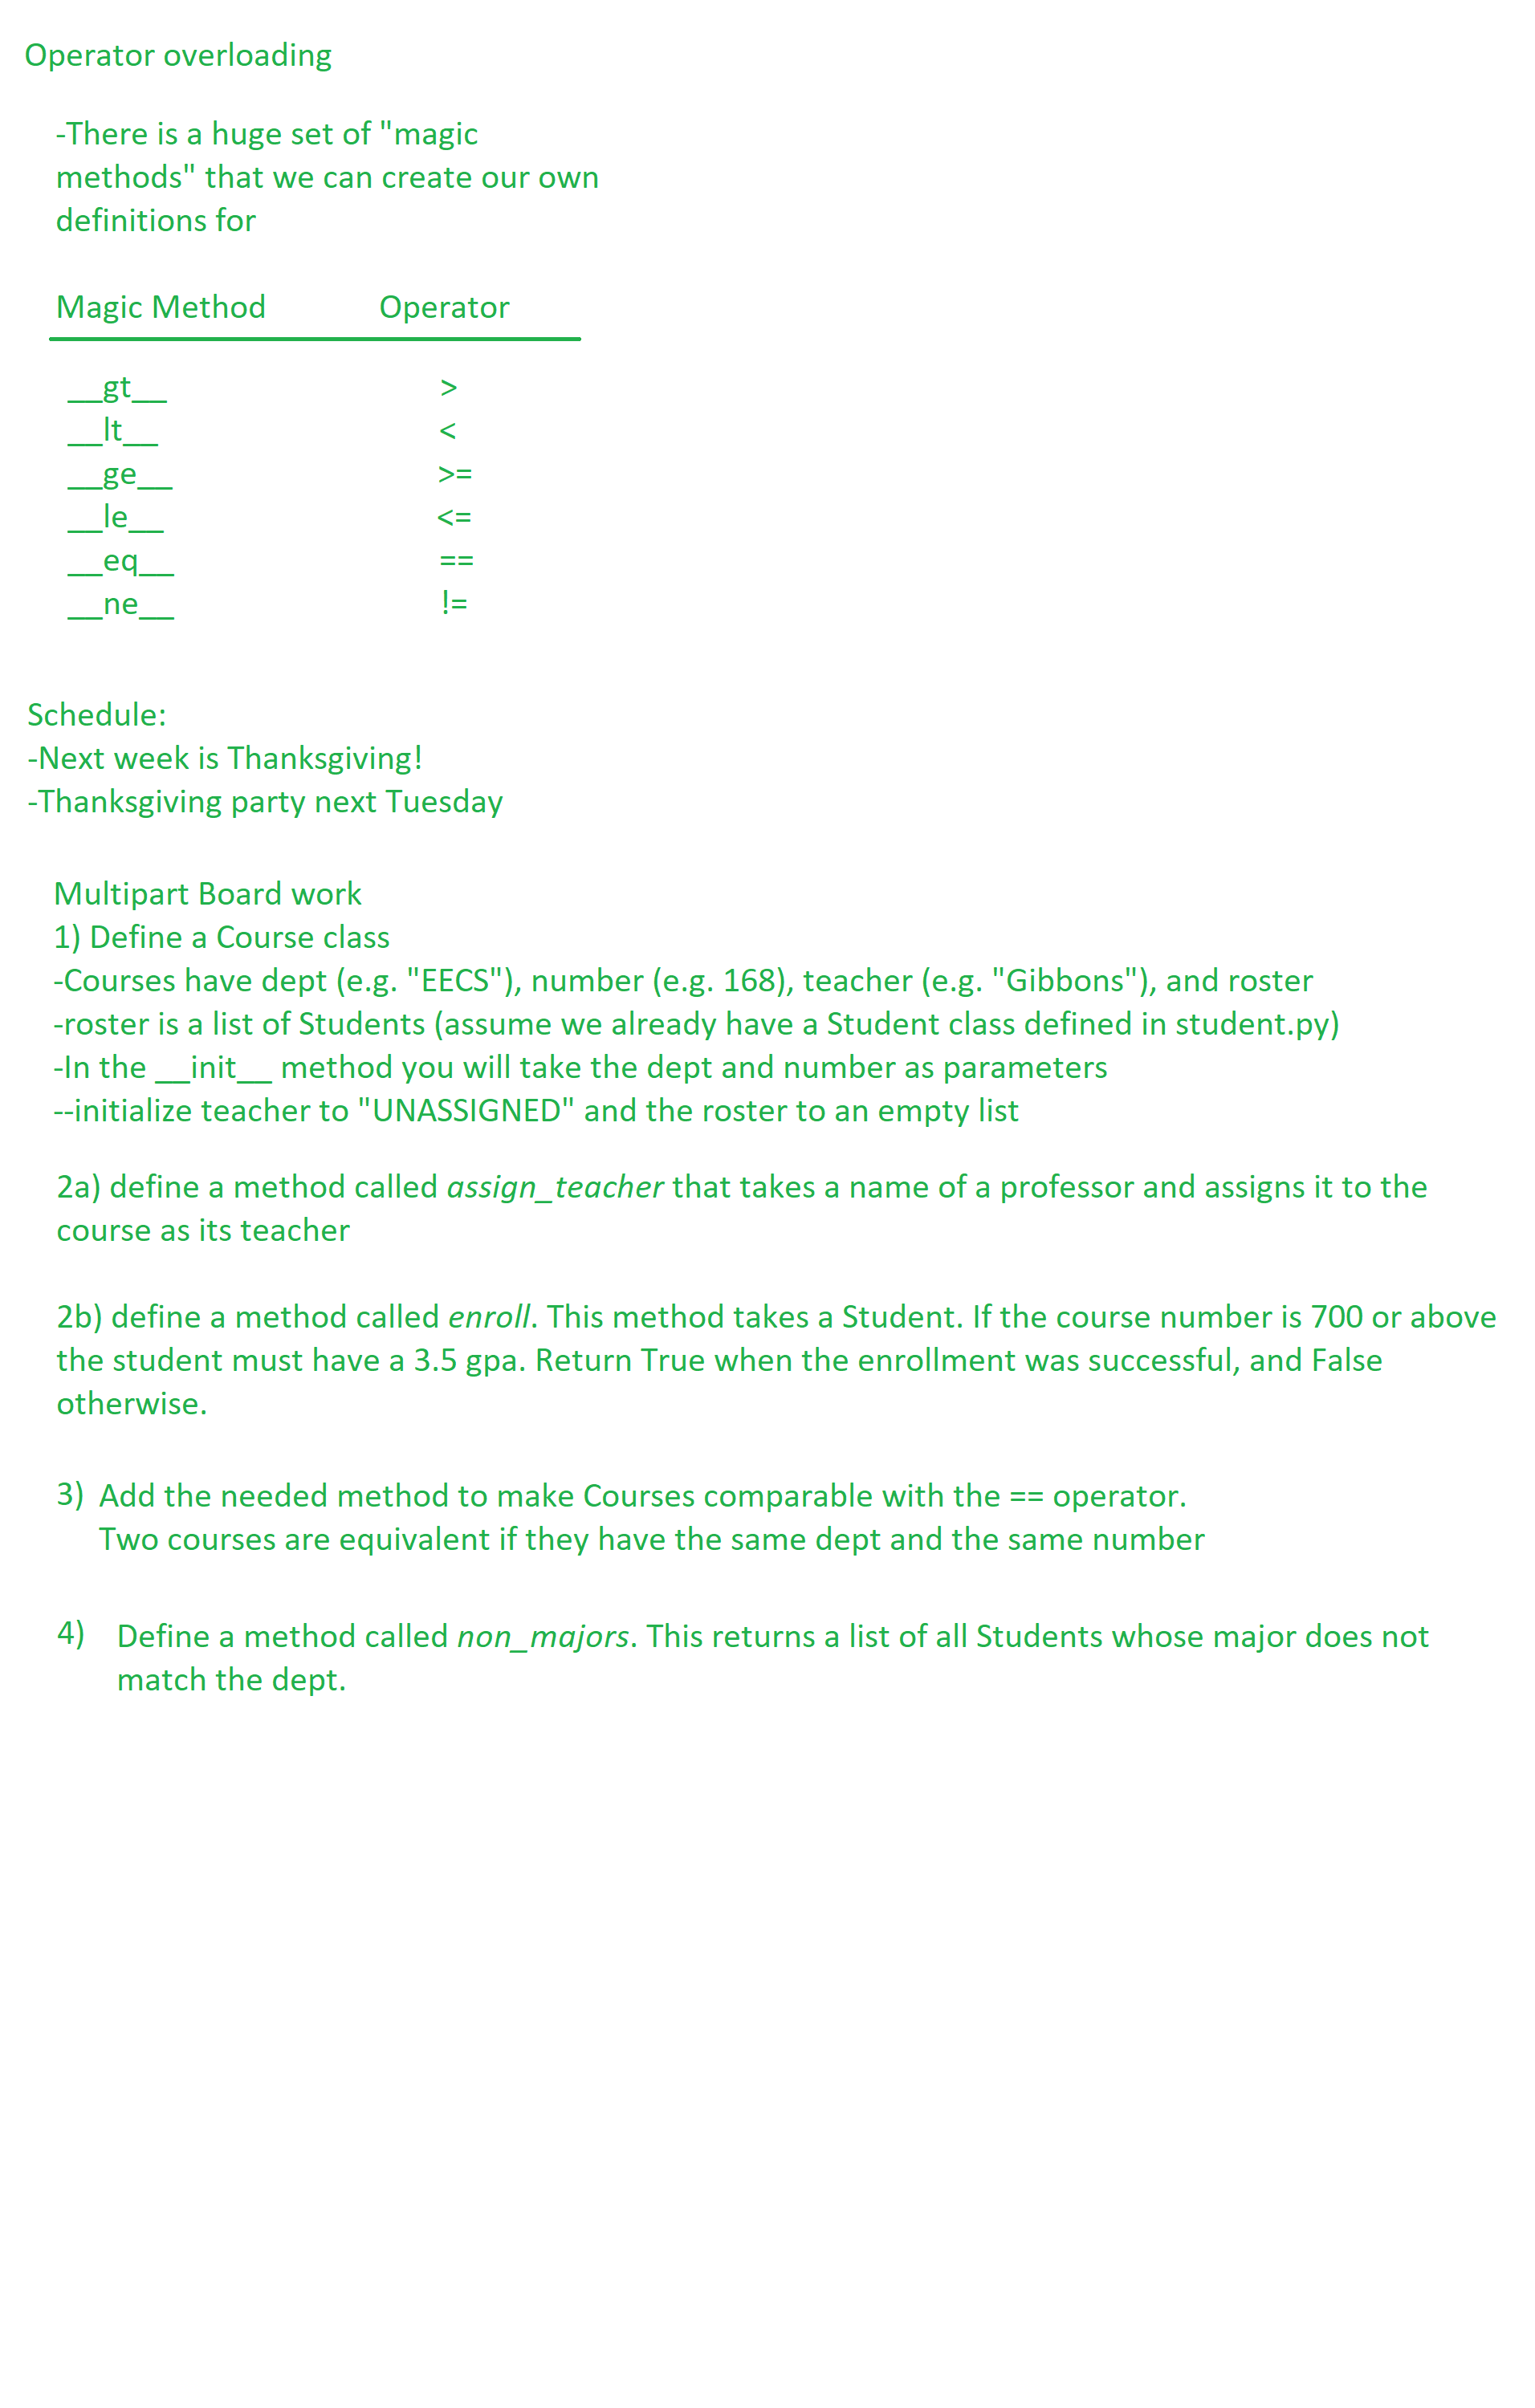 Operator overloading
-There is a huge set of "magic
methods" that we can create our own
definitions for
Magic Method Operator
__gt__ >
__lt__ <
__ge__ >=
__le__ <=
__eq__ ==
__ne__ !=
Schedule:
-Next week is Thanksgiving!
-Thanksgiving party next Tuesday
Multipart Board work
1) Define a Course class
-Courses have dept (e.g. "EECS"), number (e.g. 168), teacher (e.g. "Gibbons"), and roster
-roster is a list of Students (assume we already have a Student class defined in student.py)
-In the __init__ method you will take the dept and number as parameters
--initialize teacher to "UNASSIGNED" and the roster to an empty list
2a) define a method called assign_teacher that takes a name of a professor and assigns it to the
course as its teacher
2b) define a method called enroll. This method takes a Student. If the course number is 700 or above
the student must have a 3.5 gpa. Return True when the enrollment was successful, and False
otherwise.
3) Add the needed method to make Courses comparable with the == operator.
Two courses are equivalent if they have the same dept and the same number
4) Define a method called non_majors. This returns a list of all Students whose major does not
match the dept.